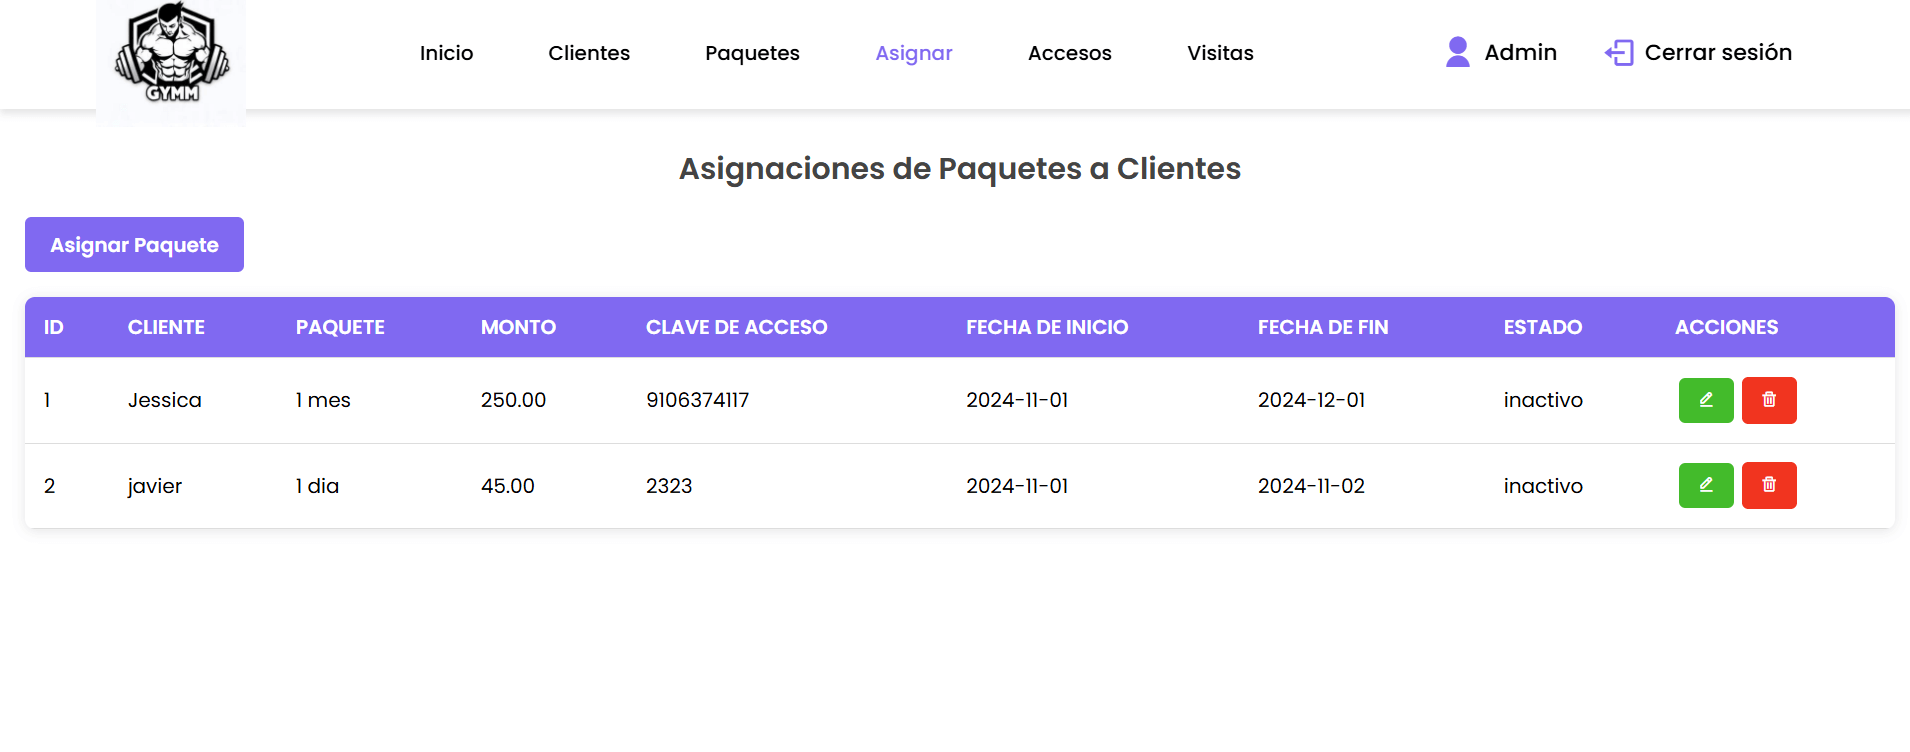 GYMM
Inicio Clientes Paquetes Asignar Accesos Visitas Admin Cerrar sesión
Asignaciones de Paquetes a Clientes
Asignar Paquete
ID CLIENTE PAQUETE MONTO CLAVE DE ACCESO FECHA DE INICIO FECHA DE FIN ESTADO ACCIONES
1 Jessica 1 mes 250.00 9106374117 2024-11-01 2024-12-01 inactivo
2 javier 1 dia 45.00 2323 2024-11-01 2024-11-02 inactivo